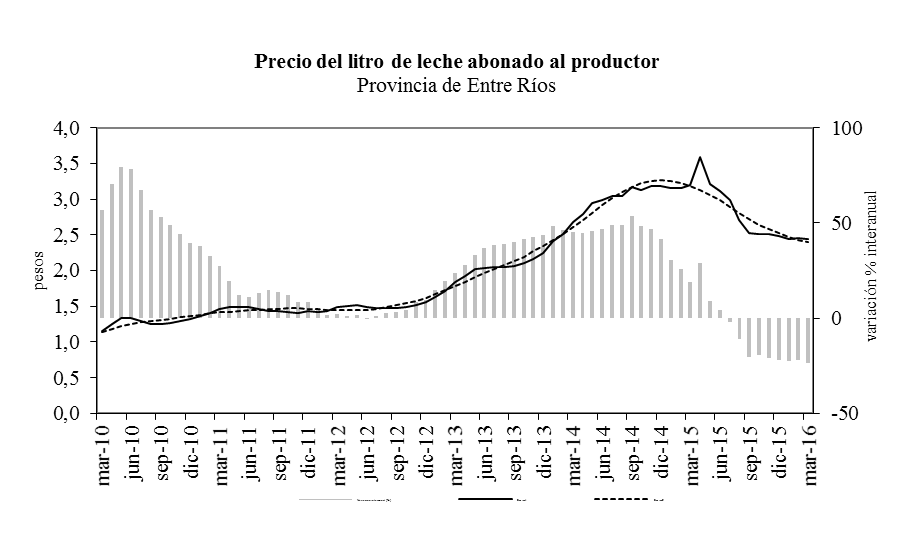 Precio del litro de leche abonado al productor
Provincia de Entre Ríos
pesos
4,0
3,5
3,0
2,5
2,0
1,5
1,0
0,5
0,0
100
50
0
-50
variación % interanual
mar-10
jun-10
sep-10
dic-10
mar-11
jun-11
sep-11
dic-11
mar-12
jun-12
sep-12
dic-12
mar-13
jun-13
sep-13
dic-13
mar-14
jun-14
sep-14
dic-14
mar-15
jun-15
sep-15
dic-15
mar-16